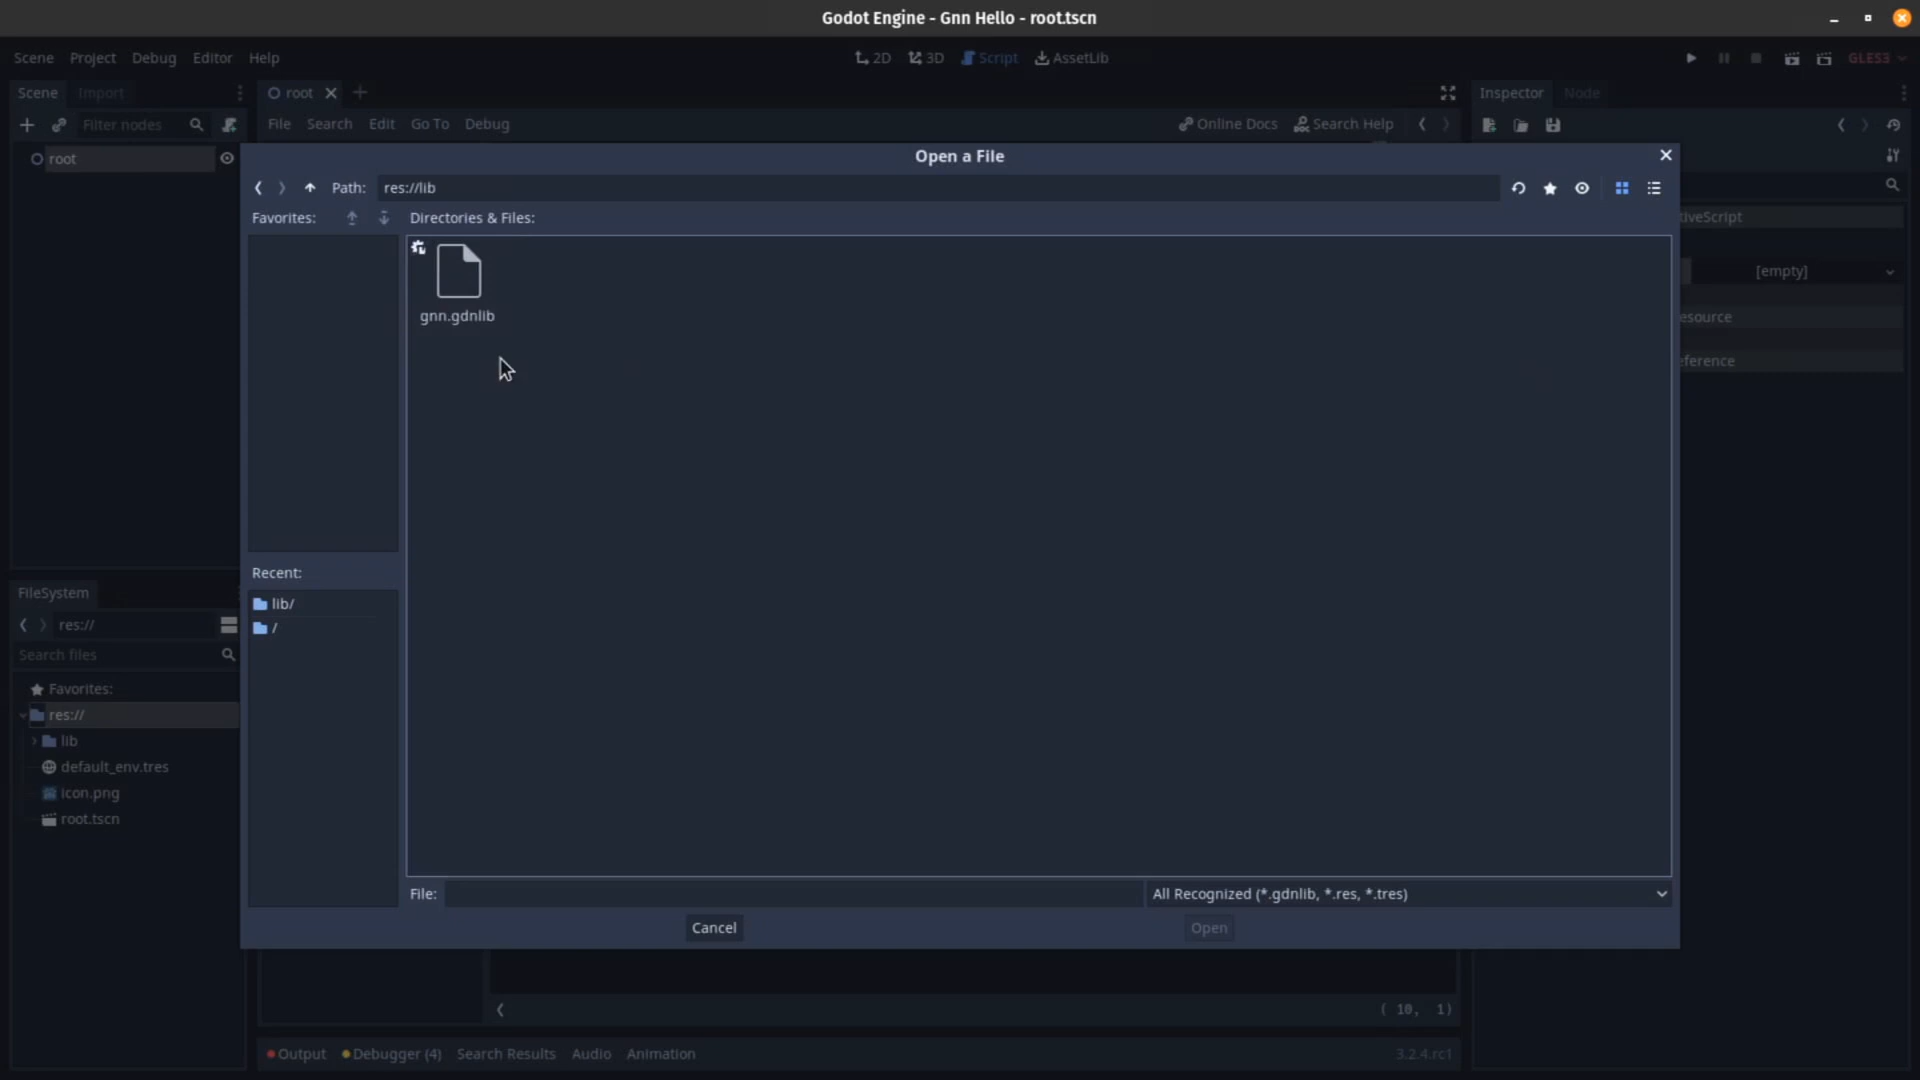 Godot Engine - Gnn Hello - root.tscn
Scene Project Debug Editor Help 2D 3D Script AssetLib GLES3
Scene Import root Inspector Node
Filter nodes File Search Edit Go To Debug Online Docs Search Help
root
Open a File
Path: res://lib
Favorites: Directories & Files:
gnn.gdnlib
tiveScript
[empty]
esource
eference
Recent:
lib/
/
FileSystem
res://
Search files
Favorites:
res://
lib
default_env.tres
icon.png
root.tscn
File: All Recognized (*.gdnlib, *.res, *.tres)
Cancel Open
( 10, 1)
Output Debugger (4) Search Results Audio Animation 3.2.4.rc1